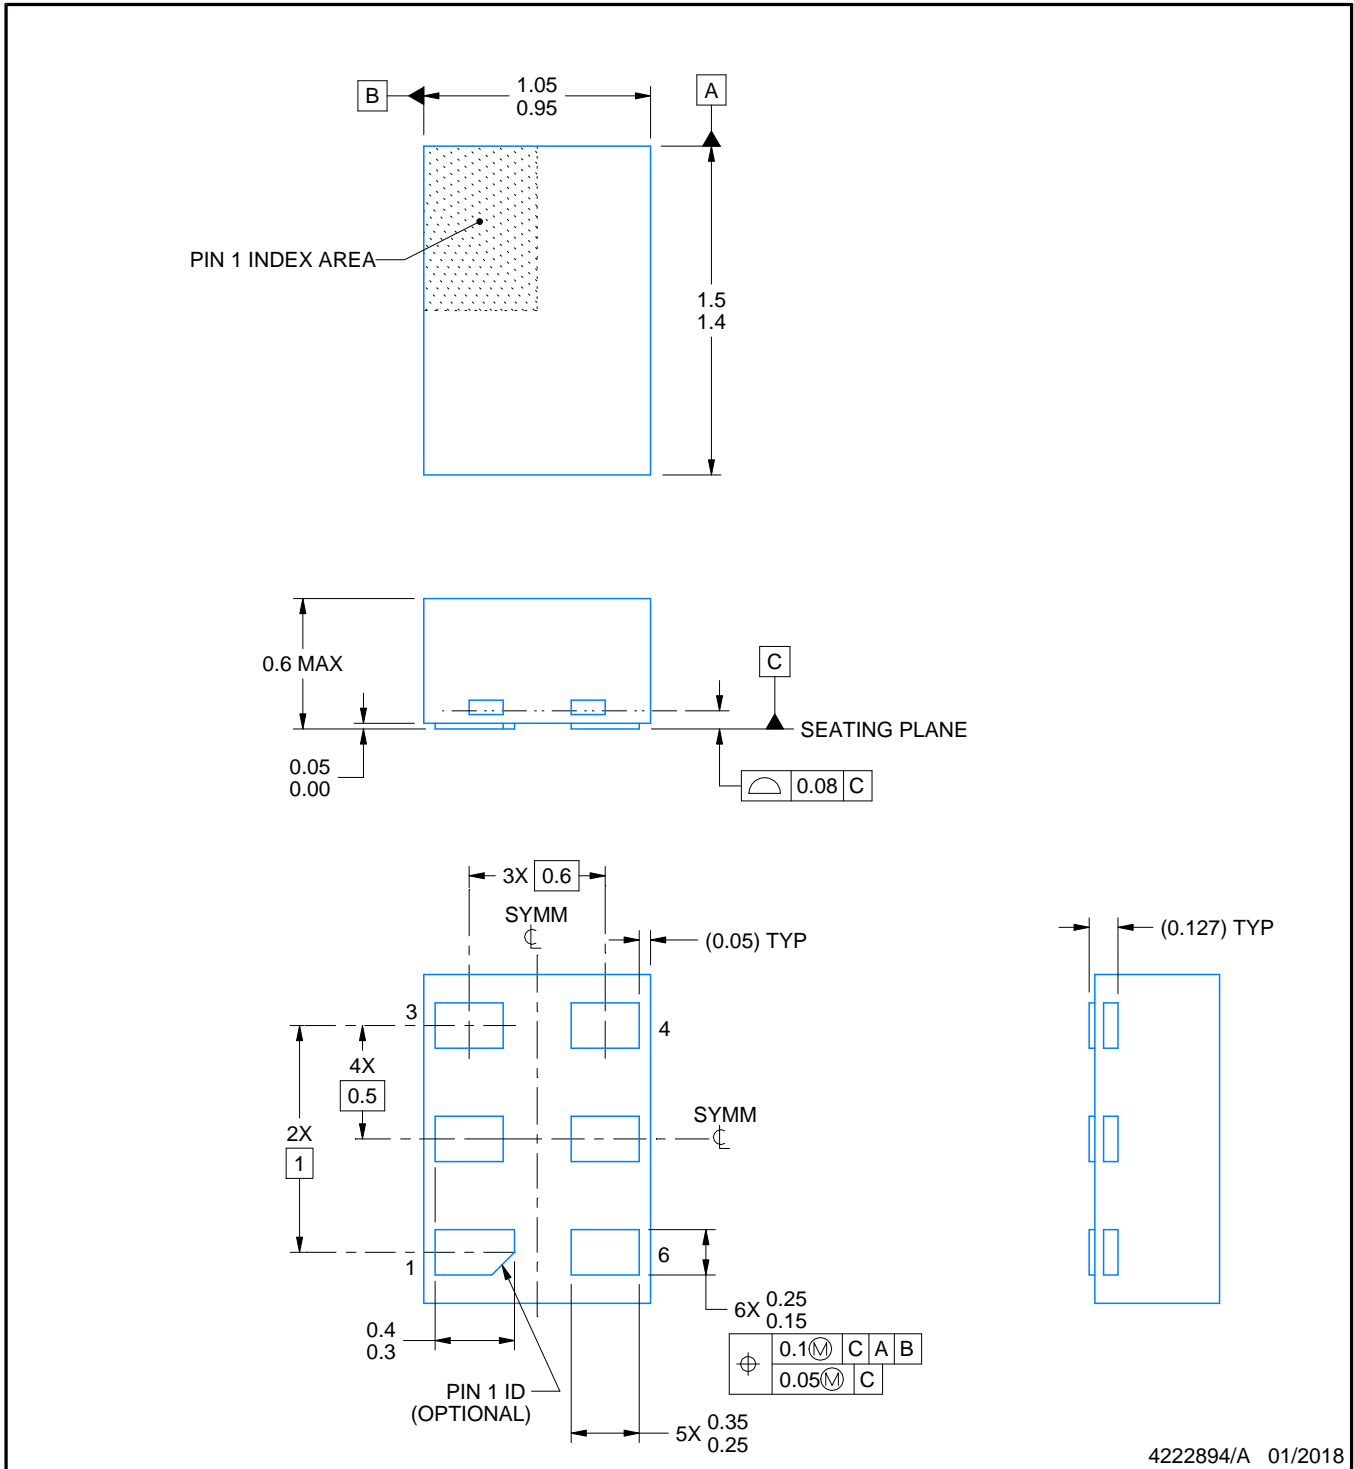 B
1.05
0.95
A
PIN 1 INDEX AREA
1.5
1.4
0.6 MAX
C
SEATING PLANE
0.05
0.00
0.08 C
3X 0.6
SYMM
(0.05) TYP
(0.127) TYP
3
4
4X
0.5
SYMM
2X
1
1
6
6X 0.25
0.15
0.4
0.3
0.1Ⓜ C A B
0.05Ⓜ C
PIN 1 ID
(OPTIONAL)
5X 0.35
0.25
4222894/A 01/2018